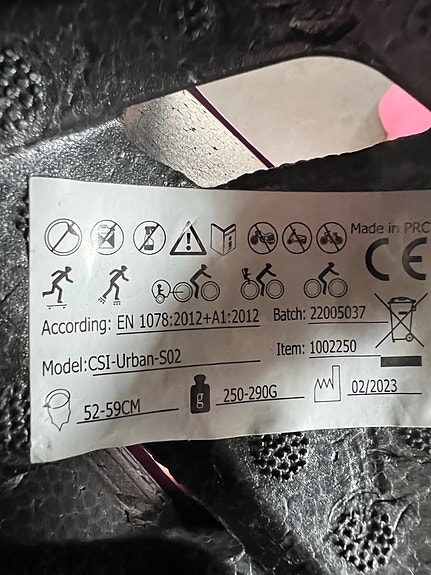 Made in PRC
CE
According: EN 1078:2012+A1:2012 Batch: 22005037
Model:CSI-Urban-S02 Item: 1002250
52-59CM g 250-290G 02/2023